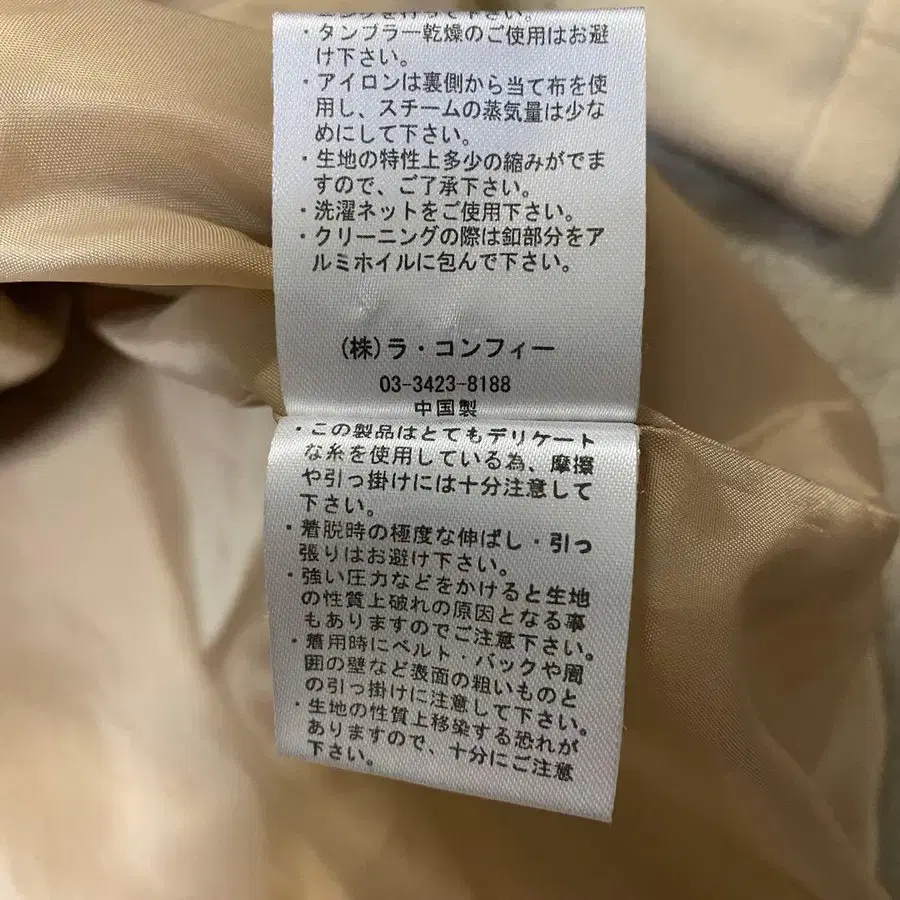 ・タンブラー乾燥のご使用はお避
け下さい。
・アイロンは裏側から当て布を使
用し、スチームの蒸気量は少な
めにして下さい。
・生地の特性上多少の縮みがでま
すので、ご了承下さい。
・洗濯ネットをご使用下さい。
・クリーニングの際は釦部分をア
ルミホイルに包んで下さい。
(株)ラ・コンフィー
03-3423-8188
中国製
・この製品はとてもデリケート
な糸を使用している為、摩擦
や引っ掛けには十分注意して
下さい。
・着脱時の極度な伸ばし・引っ
張りはお避け下さい。
・強い圧力などをかけると生地
の性質上破れの原因となる事
もありますのでご注意下さい。
・着用時にベルト・バックや周
囲の壁など表面の粗いものと
の引っ掛けに注意して下さい。
・生地の性質上移染する恐れが
ありますので、十分にご注意
下さい。